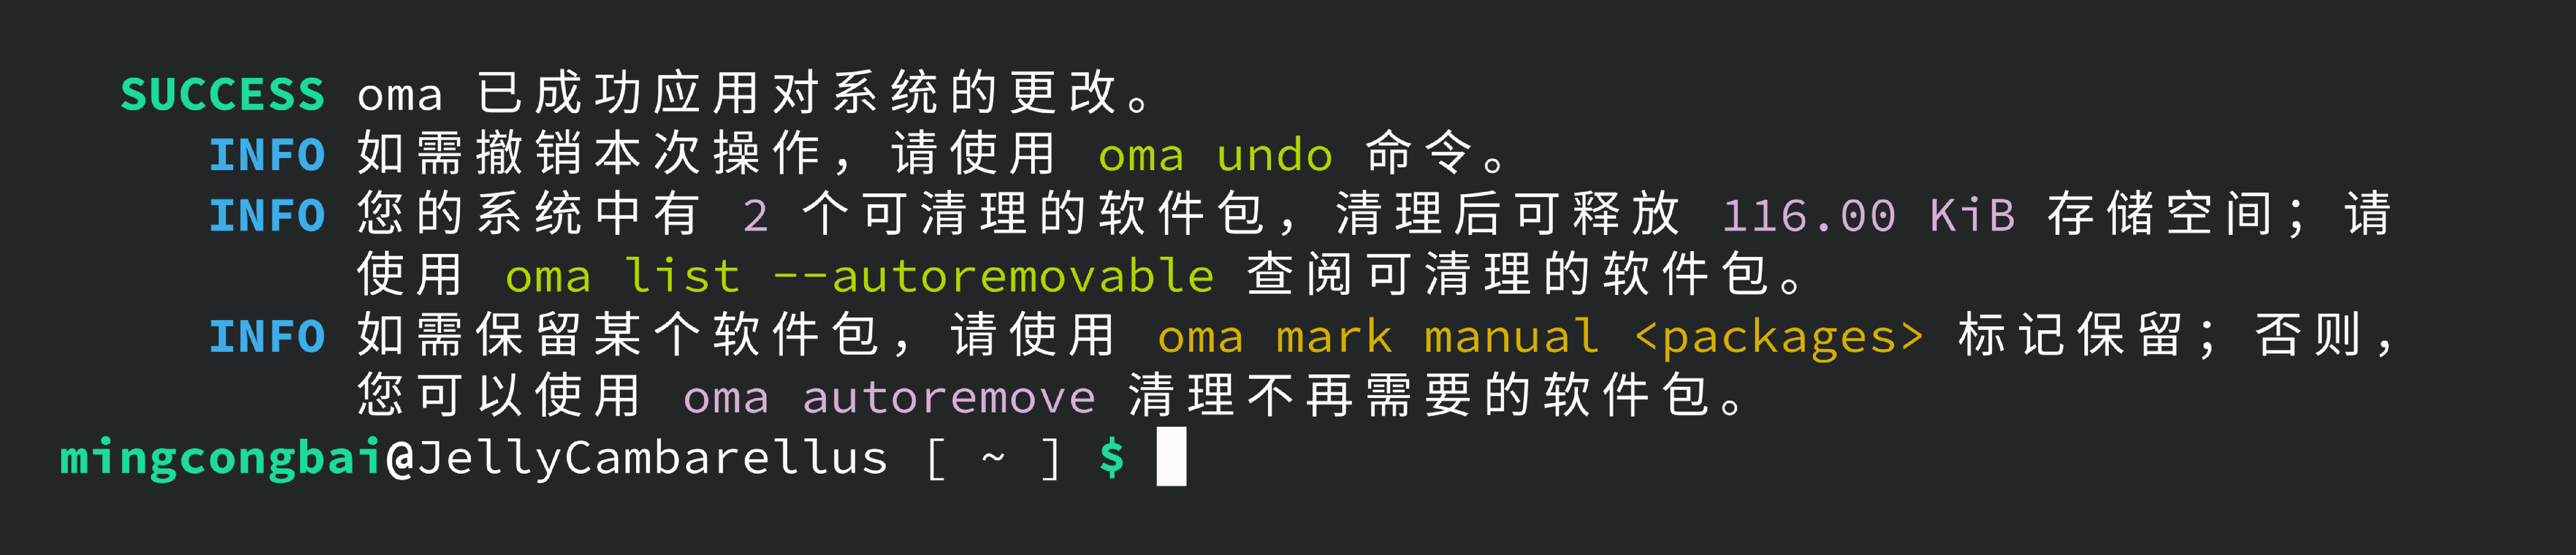 SUCCESS oma 已成功应用对系统的更改。
INFO 如需撤销本次操作，请使用 oma undo 命令。
INFO 您的系统中有 2 个可清理的软件包，清理后可释放 116.00 KiB 存储空间；请
使用 oma list --autoremovable 查阅可清理的软件包。
INFO 如需保留某个软件包，请使用 oma mark manual <packages> 标记保留；否则，
您可以使用 oma autoremove 清理不再需要的软件包。
mingcongbai@JellyCambarellus [ ~ ] $